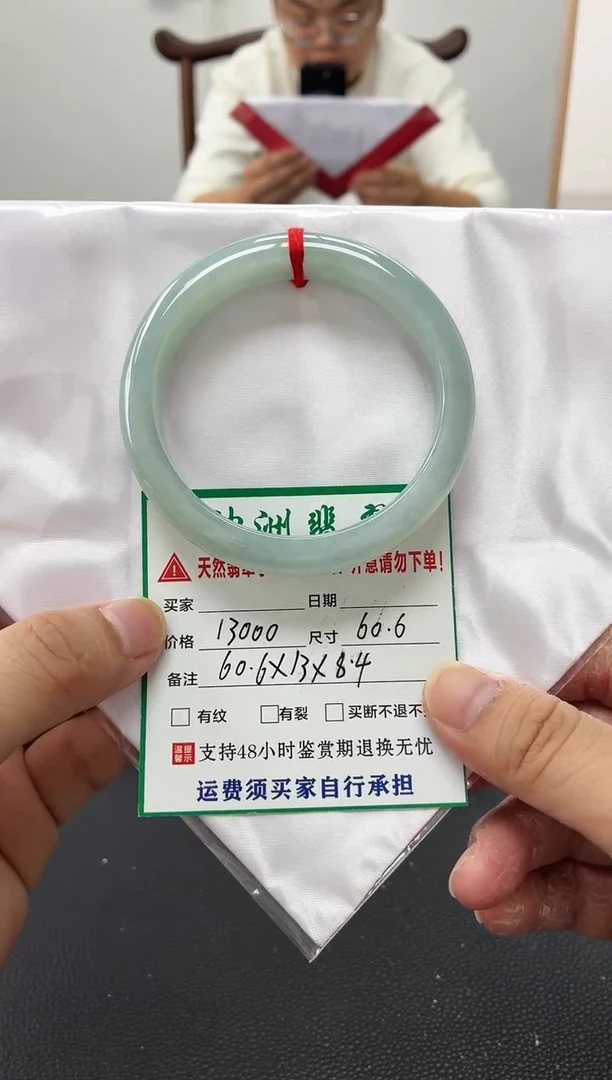 洲翡
天然翡 介意请勿下单!
买家 日期
价格 13000 尺寸 60.6
备注 60.6X13X8.4
有纹 有裂 买断不退不
温馨提示 支持48小时鉴赏期退换无忧
运费须买家自行承担